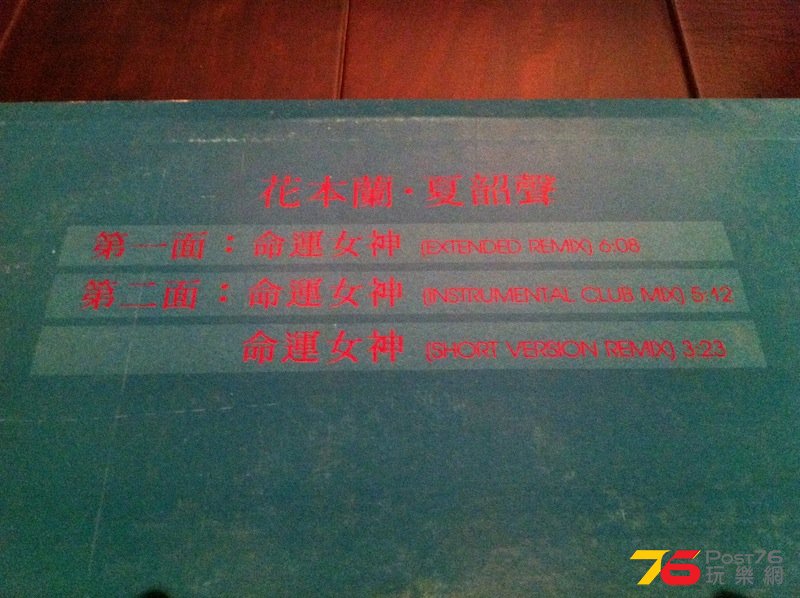 花本蘭·夏韶聲
第一面：命運女神 (EXTENDED REMIX) 6:08
第二面：命運女神 (INSTRUMENTAL CLUB MIX) 5:42
命運女神 (SHORT VERSION REMIX) 3:23
76 Post76
玩樂網